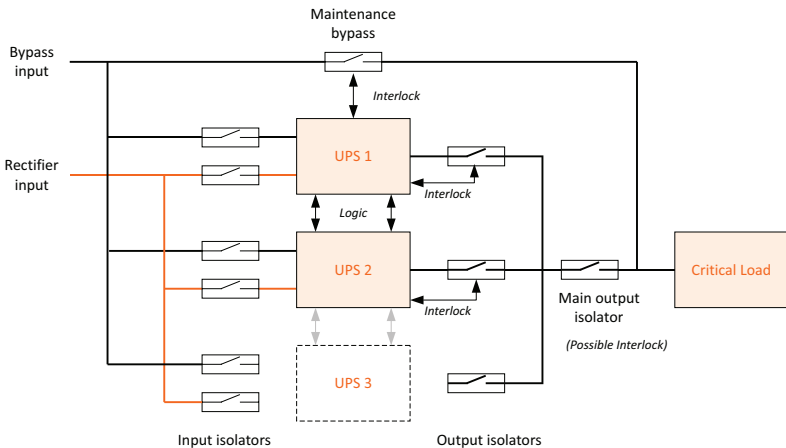 Maintenance
bypass
Bypass
input
Interlock
UPS 1
Rectifier
input
Interlock
Logic
UPS 2
Critical Load
Interlock
Main output
isolator
(Possible Interlock)
UPS 3
Input isolators
Output isolators